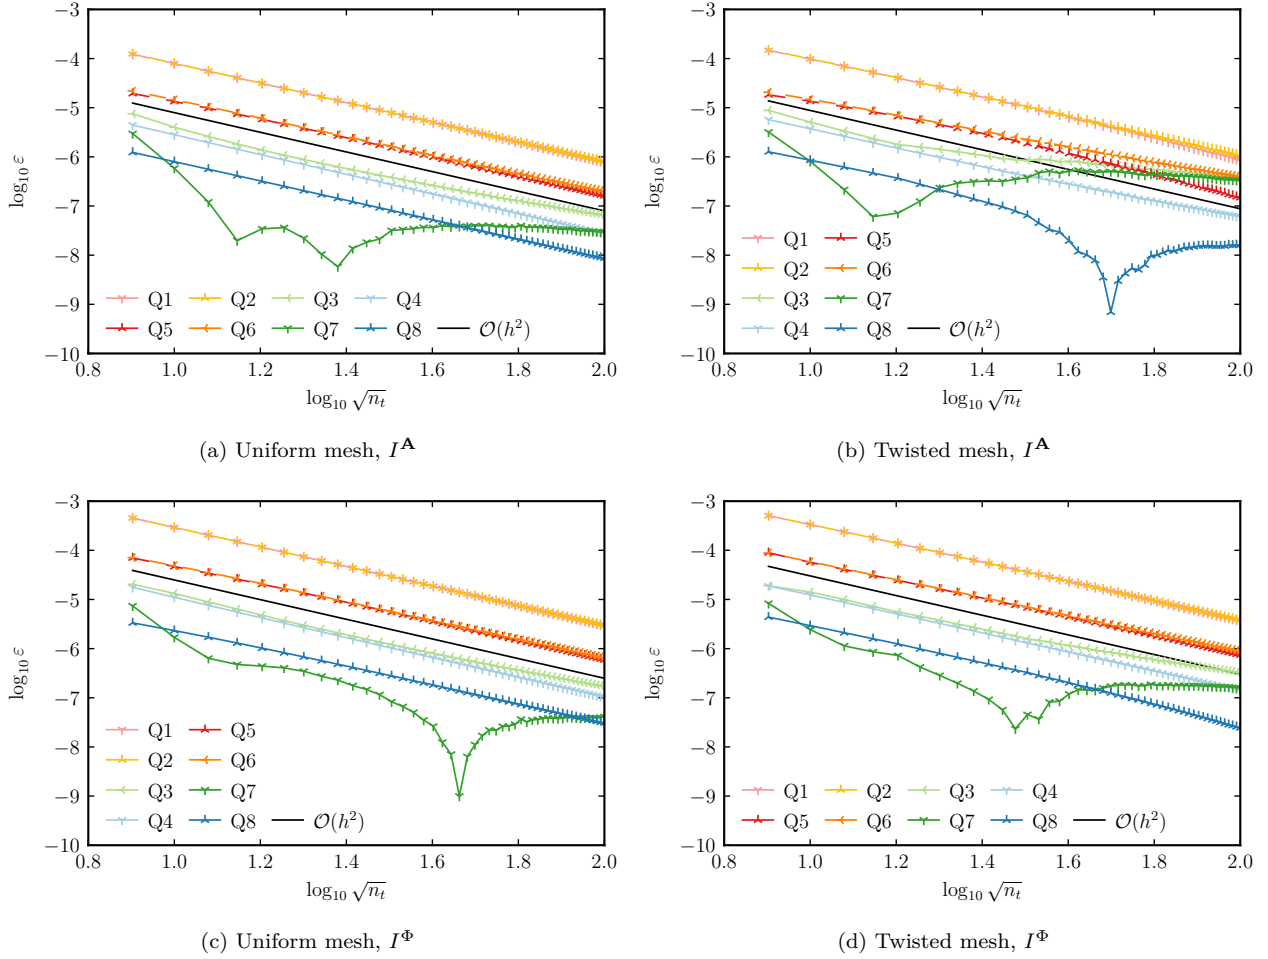 −3
−4
−5
−6
−7
−8
−9
−10
log₁₀ ε
0.8 1.0 1.2 1.4 1.6 1.8 2.0
log₁₀ √nₜ
Q1 Q2 Q3 Q4
Q5 Q6 Q7 Q8 𝒪(h²)
(a) Uniform mesh, I^𝐀
−3
−4
−5
−6
−7
−8
−9
−10
log₁₀ ε
0.8 1.0 1.2 1.4 1.6 1.8 2.0
log₁₀ √nₜ
Q1 Q5
Q2 Q6
Q3 Q7
Q4 Q8 𝒪(h²)
(b) Twisted mesh, I^𝐀
−3
−4
−5
−6
−7
−8
−9
−10
log₁₀ ε
0.8 1.0 1.2 1.4 1.6 1.8 2.0
log₁₀ √nₜ
Q1 Q5
Q2 Q6
Q3 Q7
Q4 Q8 𝒪(h²)
(c) Uniform mesh, I^Φ
−3
−4
−5
−6
−7
−8
−9
−10
log₁₀ ε
0.8 1.0 1.2 1.4 1.6 1.8 2.0
log₁₀ √nₜ
Q1 Q2 Q3 Q4
Q5 Q6 Q7 Q8 𝒪(h²)
(d) Twisted mesh, I^Φ